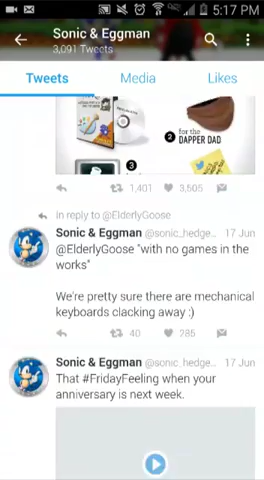 5:17 PM
Sonic & Eggman
3,091 Tweets
Tweets Media Likes
2 for the
DAPPER DAD
3
1,401 3,505
In reply to @ElderlyGoose
Sonic & Eggman @sonic_hedge... 17 Jun
@ElderlyGoose "with no games in the
works"
We're pretty sure there are mechanical
keyboards clacking away :)
40 285
Sonic & Eggman @sonic_hedge... 17 Jun
That #FridayFeeling when your
anniversary is next week.